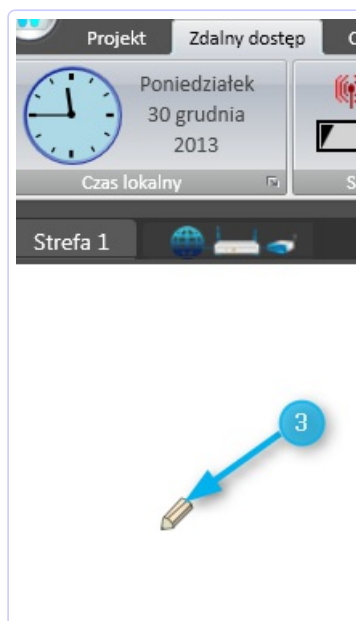 Projekt
Zdalny dostęp
Poniedziałek
30 grudnia
2013
Czas lokalny
S
Strefa 1
3